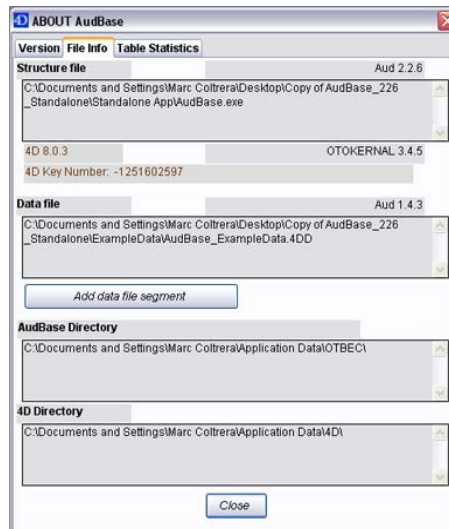 4D ABOUT AudBase
Version File Info Table Statistics
Structure file Aud 2.2.6
C:\Documents and Settings\Marc Coltrera\Desktop\Copy of AudBase_226
_Standalone\Standalone App\AudBase.exe
4D 8.0.3 OTOKERNAL 3.4.5
4D Key Number: -1251602597
Data file Aud 1.4.3
C:\Documents and Settings\Marc Coltrera\Desktop\Copy of AudBase_226
_Standalone\ExampleData\AudBase_ExampleData.4DD
Add data file segment
AudBase Directory
C:\Documents and Settings\Marc Coltrera\Application Data\OTBEC\
4D Directory
C:\Documents and Settings\Marc Coltrera\Application Data\4D\
Close